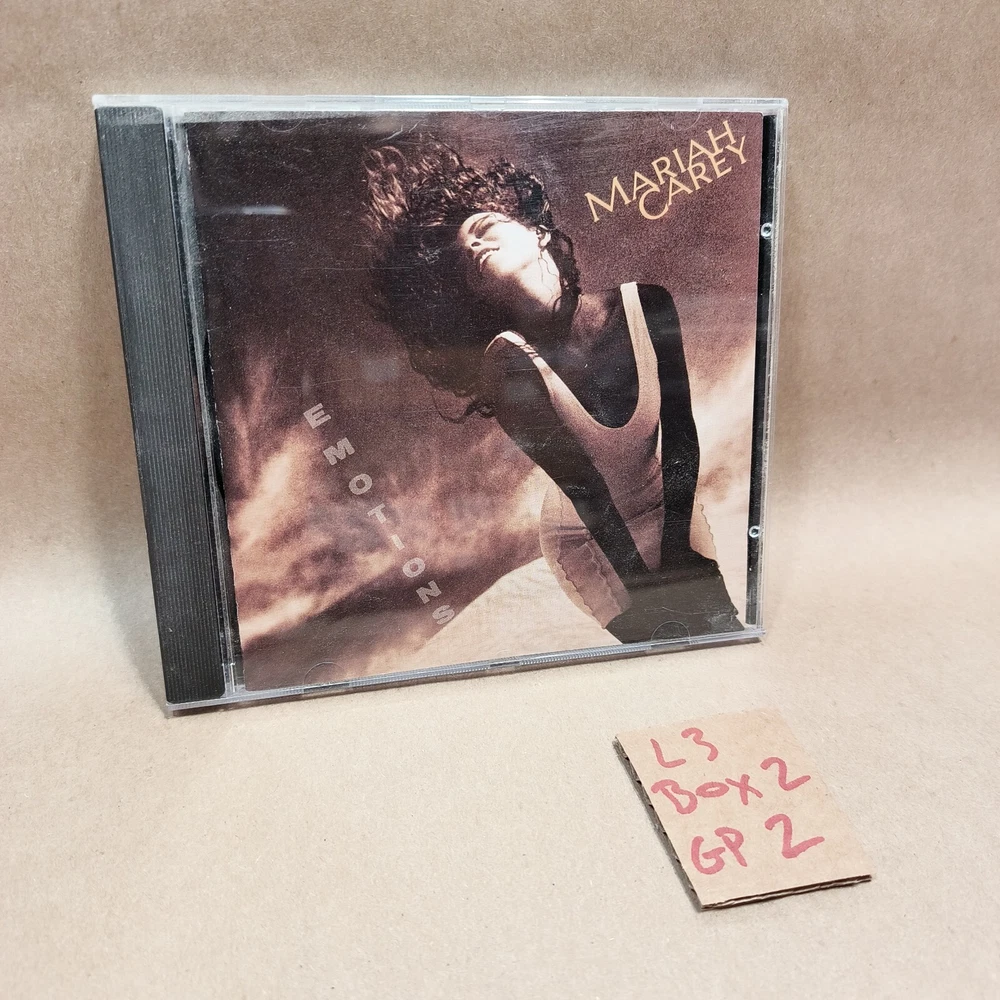 MARIAH
CAREY
EMOTIONS
L3
BOX 2
GP 2